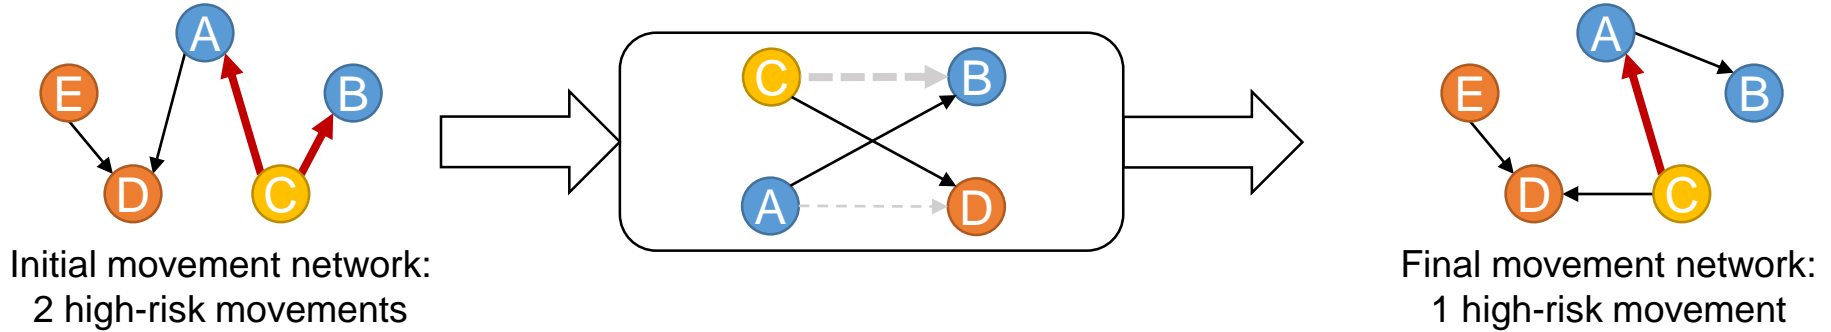 A
E
B
D
C
Initial movement network:
2 high-risk movements
C
B
A
D
A
E
B
D
C
Final movement network:
1 high-risk movement